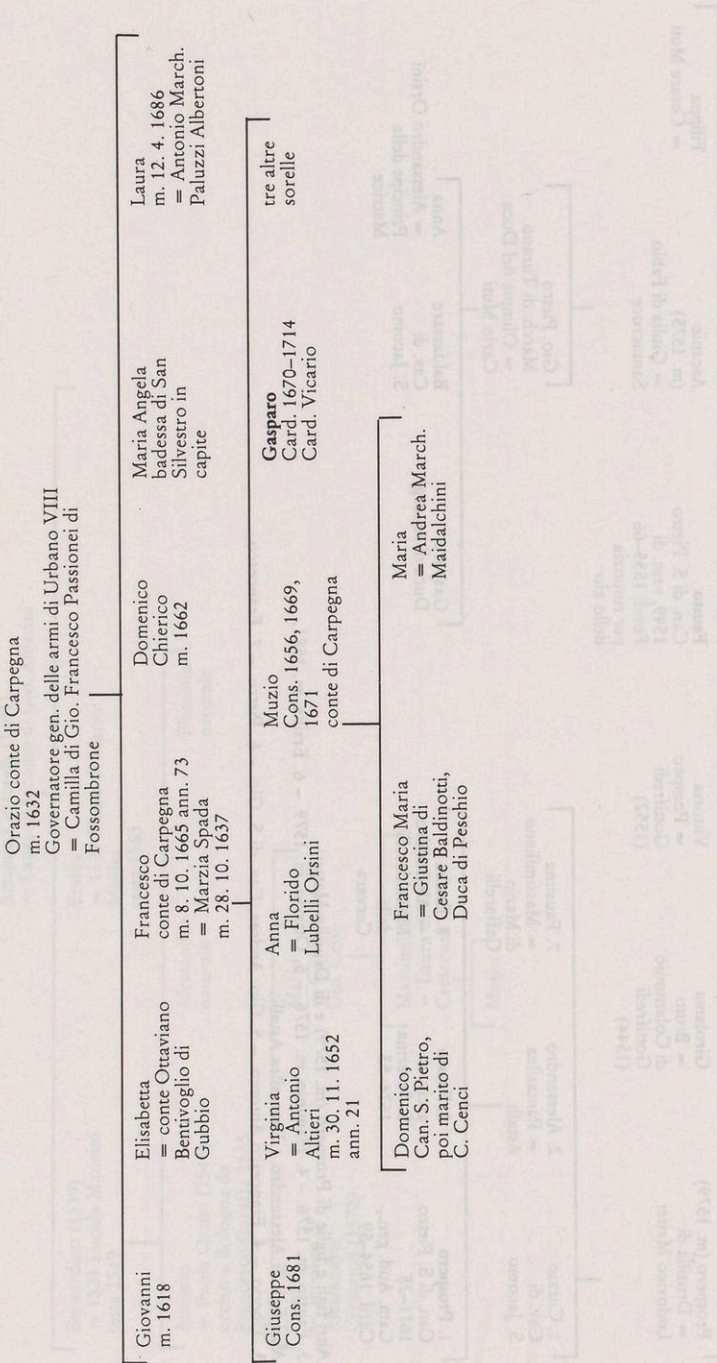 Orazio conte di Carpegna
m. 1632
Governatore gen. delle armi di Urbano VIII
= Camilla di Gio. Francesco Passionei di
Fossombrone
Giovanni
m. 1618
Elisabetta
= conte Ottaviano
Bentivoglio di
Gubbio
Francesco
conte di Carpegna
m. 8. 10. 1665 ann. 73
= Marzia Spada
m. 28. 10. 1637
Domenico
Chierico
m. 1662
Maria Angela
badessa di San
Silvestro in
capite
Laura
m. 12. 4. 1686
= Antonio March.
Paluzzi Albertoni
Giuseppe
Cons. 1681
Virginia
= Antonio
Altieri
m. 30. 11. 1652
ann. 21
Anna
= Florido
Lubelli Orsini
Muzio
Cons. 1656, 1669,
1671
conte di Carpegna
Gasparo
Card. 1670–1714
Card. Vicario
tre altre
sorelle
Domenico,
Can. S. Pietro,
poi marito di
C. Cenci
Francesco Maria
= Giustina di
Cesare Baldinotti,
Duca di Peschio
Maria
= Andrea March.
Maidalchini